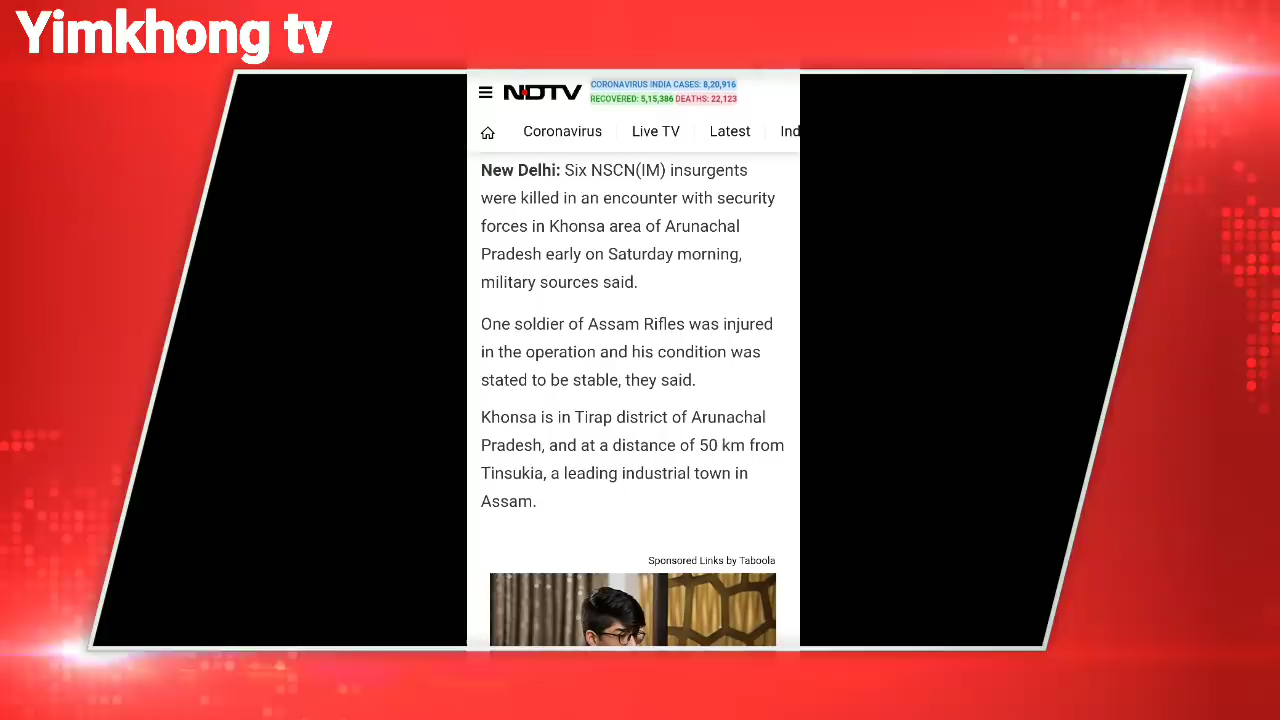 Yimkhong tv
NDTV
CORONAVIRUS INDIA CASES: 8,20,916
RECOVERED: 5,15,386 DEATHS: 22,123
Coronavirus Live TV Latest Ind
New Delhi: Six NSCN(IM) insurgents
were killed in an encounter with security
forces in Khonsa area of Arunachal
Pradesh early on Saturday morning,
military sources said.
One soldier of Assam Rifles was injured
in the operation and his condition was
stated to be stable, they said.
Khonsa is in Tirap district of Arunachal
Pradesh, and at a distance of 50 km from
Tinsukia, a leading industrial town in
Assam.
Sponsored Links by Taboola